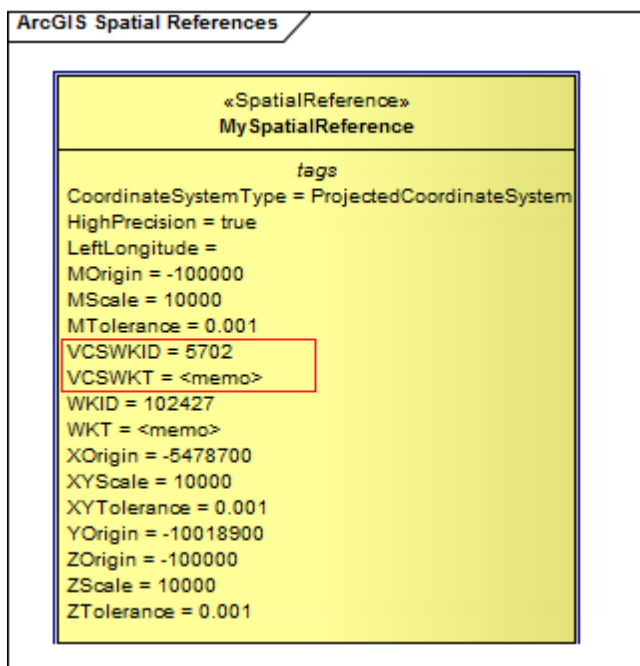 ArcGIS Spatial References
«SpatialReference»
MySpatialReference
tags
CoordinateSystemType = ProjectedCoordinateSystem
HighPrecision = true
LeftLongitude =
MOrigin = -100000
MScale = 10000
MTolerance = 0.001
VCSWKID = 5702
VCSWKT = <memo>
WKID = 102427
WKT = <memo>
XOrigin = -5478700
XYScale = 10000
XYTolerance = 0.001
YOrigin = -10018900
ZOrigin = -100000
ZScale = 10000
ZTolerance = 0.001